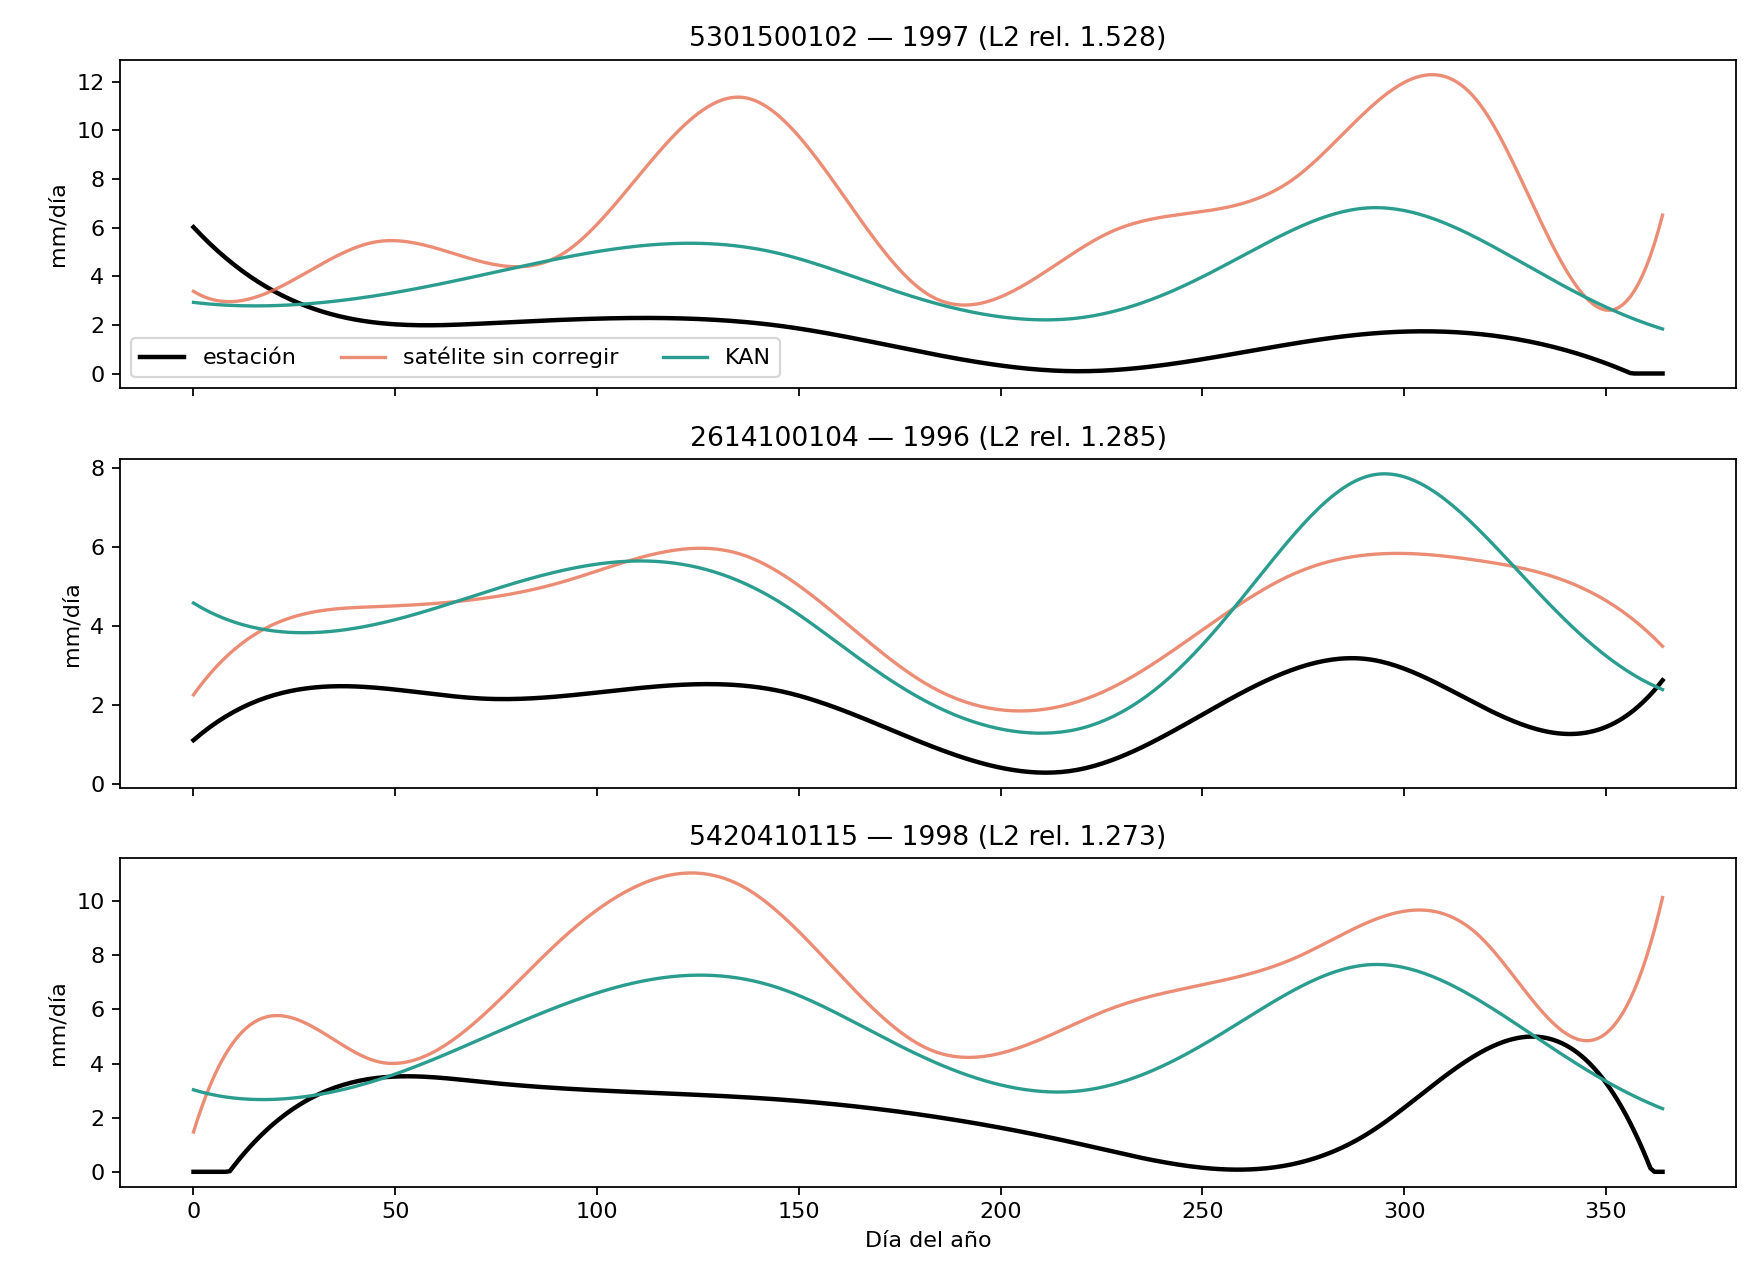 5301500102 — 1997 (L2 rel. 1.528)
12
10
8
6
4
2
0
mm/día
estación
satélite sin corregir
KAN
2614100104 — 1996 (L2 rel. 1.285)
8
6
4
2
0
mm/día
5420410115 — 1998 (L2 rel. 1.273)
10
8
6
4
2
0
mm/día
0 50 100 150 200 250 300 350
Día del año